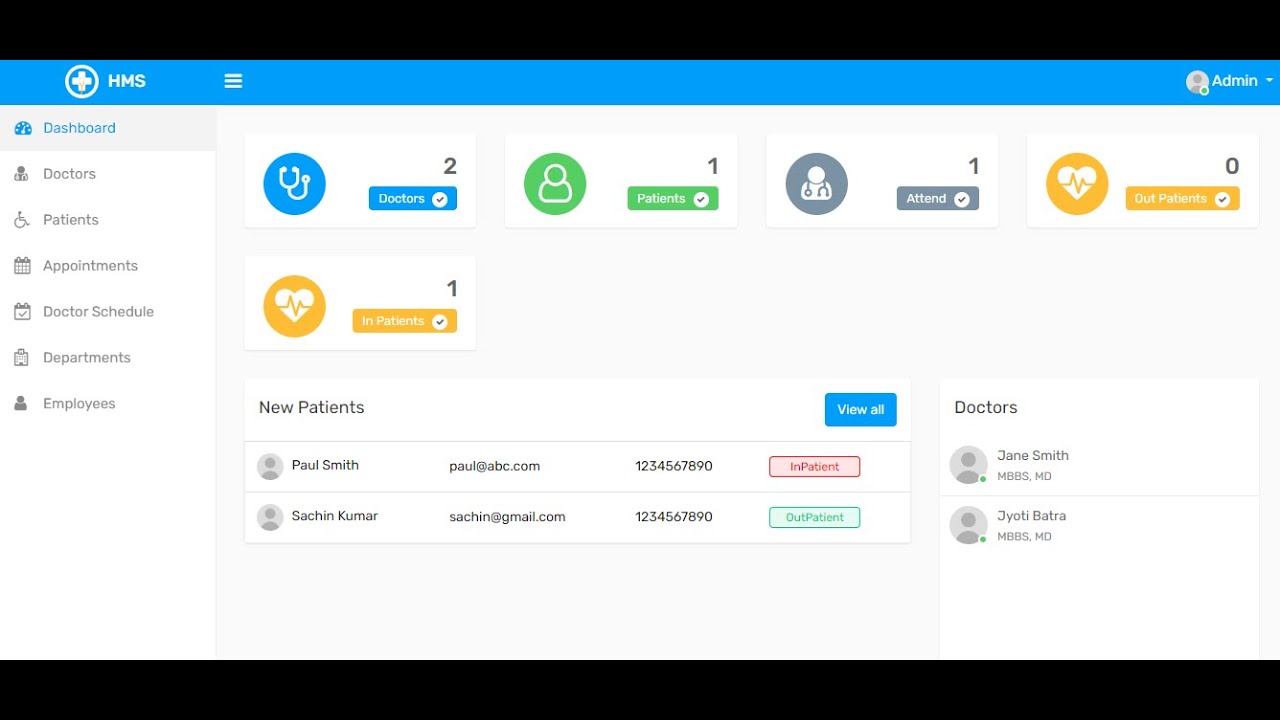 HMS
Admin
Dashboard
Doctors
Patients
Appointments
Doctor Schedule
Departments
Employees
2
Doctors
1
Patients
1
Attend
0
Out Patients
1
In Patients
New Patients
View all
Paul Smith paul@abc.com 1234567890 InPatient
Sachin Kumar sachin@gmail.com 1234567890 OutPatient
Doctors
Jane Smith
MBBS, MD
Jyoti Batra
MBBS, MD